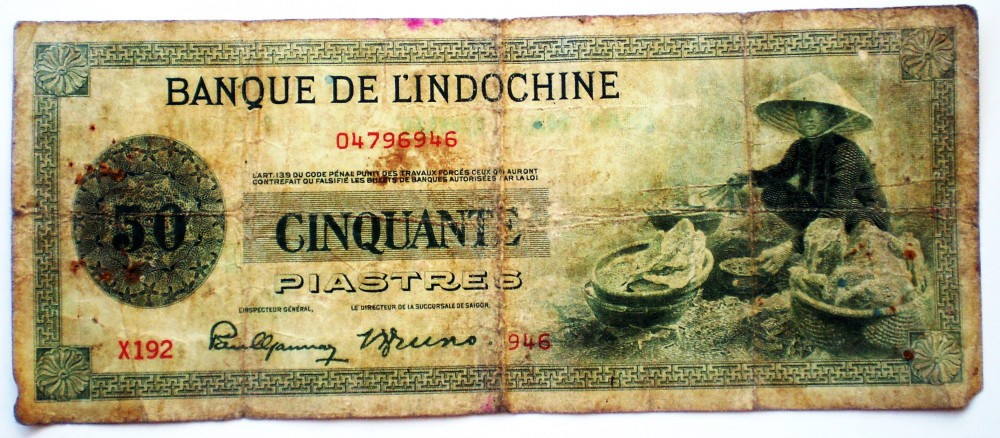 BANQUE DE L'INDOCHINE
04796946
L'ART. 139 DU CODE PÉNAL PUNIT DES TRAVAUX FORCÉS CEUX QUI AURONT
CONTREFAIT OU FALSIFIÉ LES BILLETS DE BANQUES AUTORISÉES PAR LA LOI
50
CINQUANTE
PIASTRES
L'INSPECTEUR GÉNÉRAL, LE DIRECTEUR DE LA SUCCURSALE DE SAIGON,
X192 946